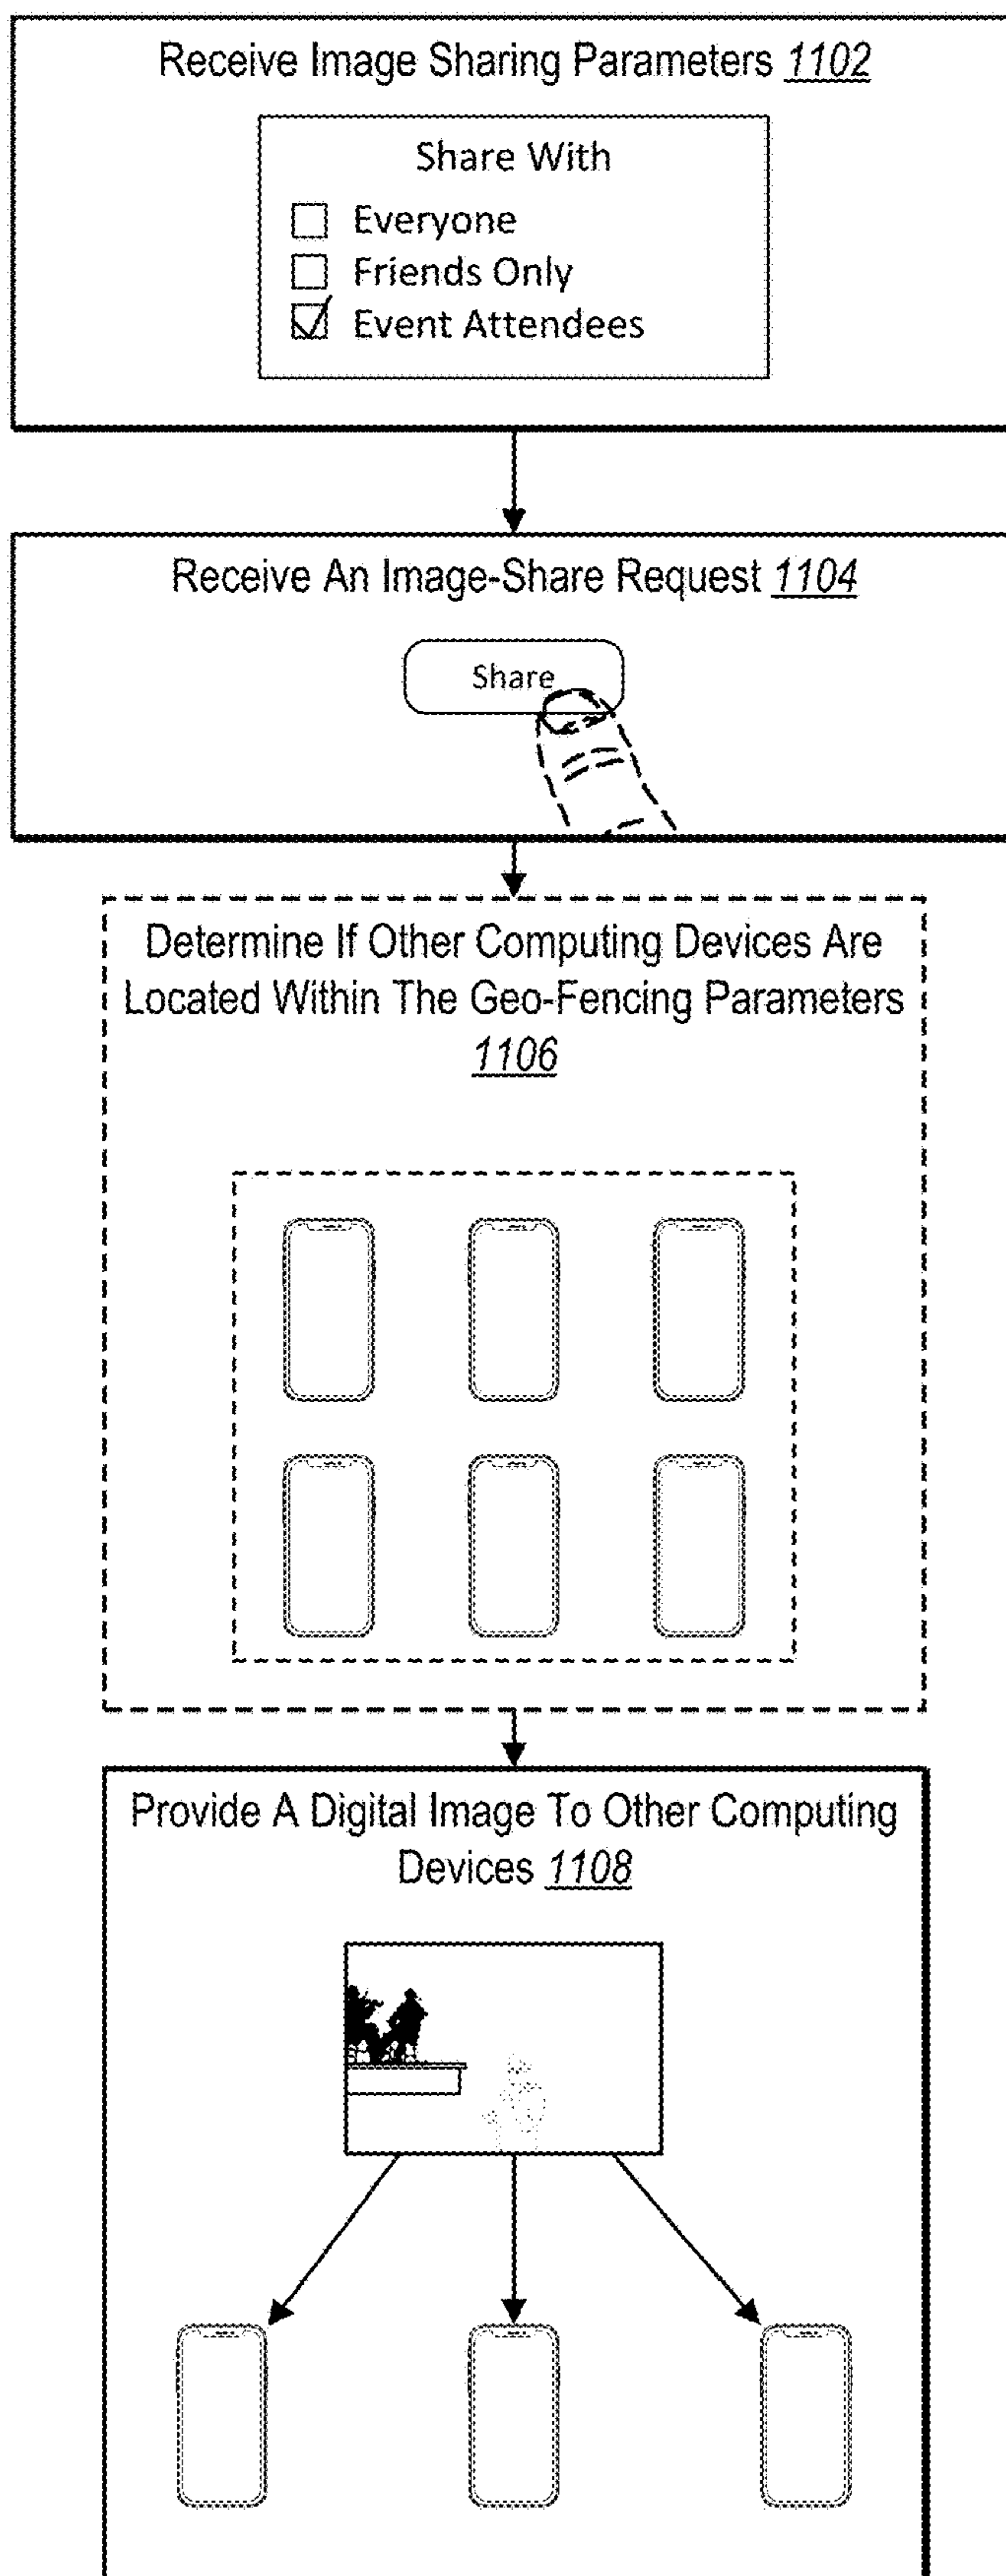 Receive Image Sharing Parameters 1102
Share With
Everyone
Friends Only
Event Attendees
Receive An Image-Share Request 1104
Share
Determine If Other Computing Devices Are
Located Within The Geo-Fencing Parameters
1106
Provide A Digital Image To Other Computing
Devices 1108